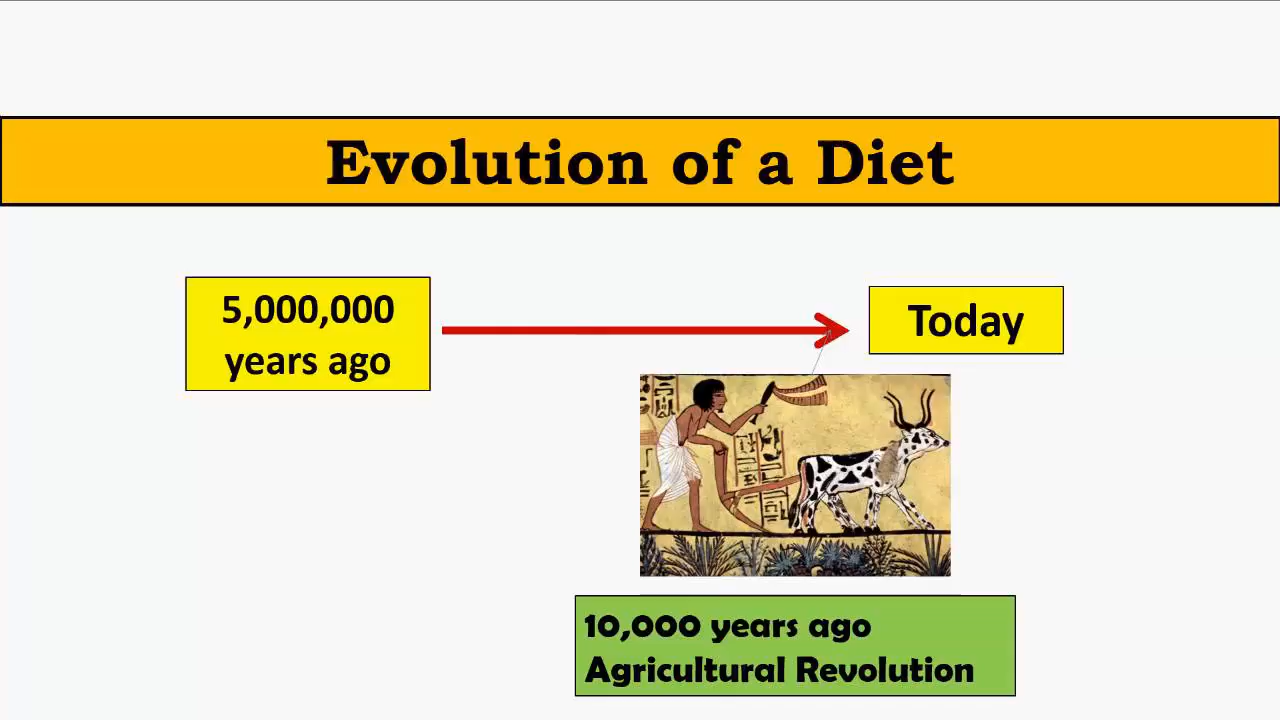 Evolution of a Diet
5,000,000
years ago
Today
10,000 years ago
Agricultural Revolution